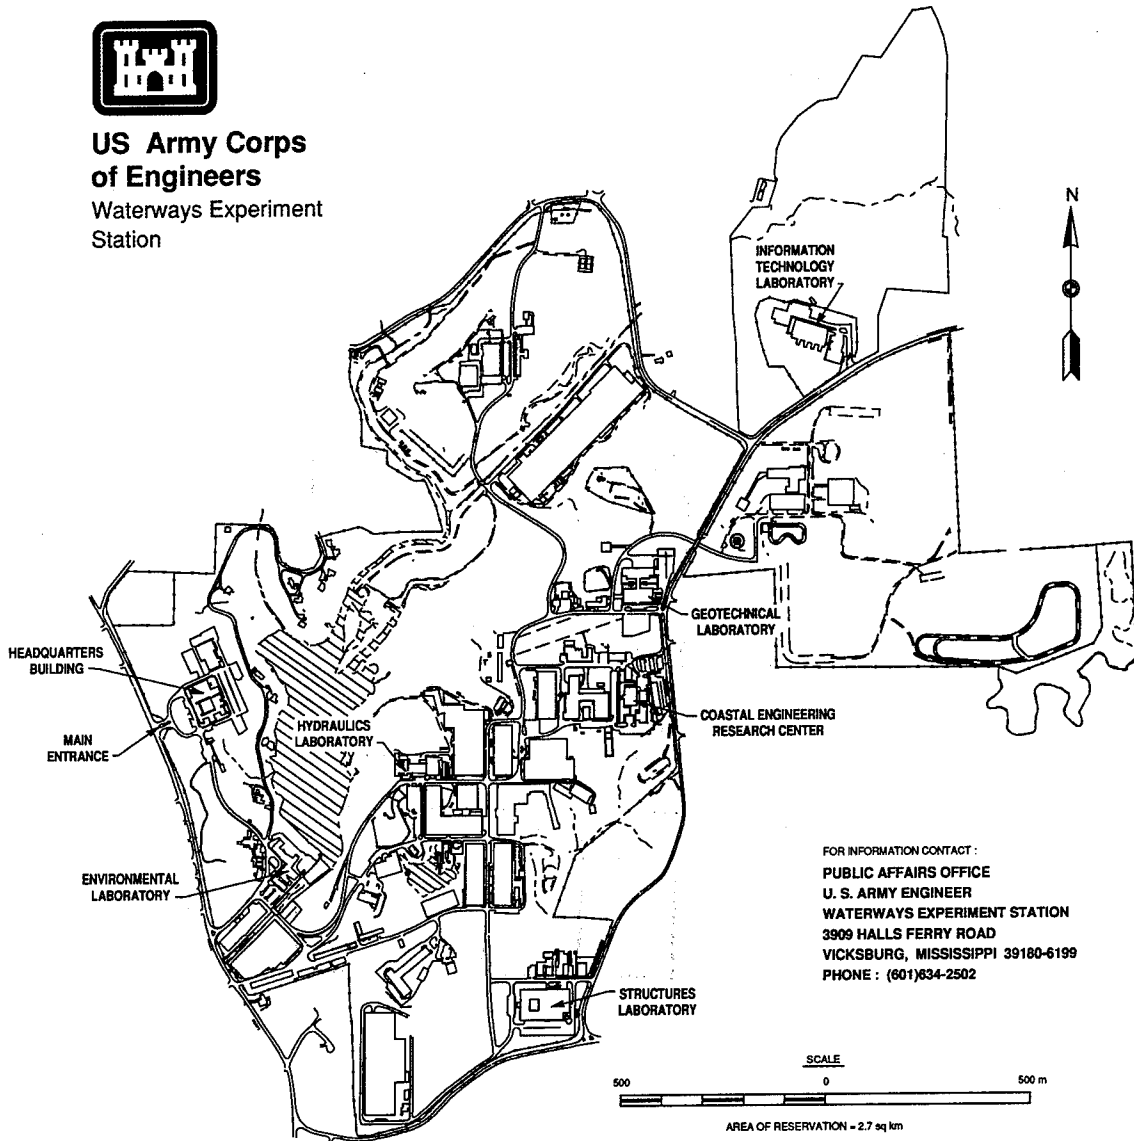 US Army Corps
of Engineers
Waterways Experiment
Station
N
INFORMATION
TECHNOLOGY
LABORATORY
GEOTECHNICAL
LABORATORY
HEADQUARTERS
BUILDING
HYDRAULICS
LABORATORY
COASTAL ENGINEERING
RESEARCH CENTER
MAIN
ENTRANCE
ENVIRONMENTAL
LABORATORY
FOR INFORMATION CONTACT :
PUBLIC AFFAIRS OFFICE
U. S. ARMY ENGINEER
WATERWAYS EXPERIMENT STATION
3909 HALLS FERRY ROAD
VICKSBURG, MISSISSIPPI 39180-6199
PHONE : (601)634-2502
STRUCTURES
LABORATORY
SCALE
500 0 500 m
AREA OF RESERVATION = 2.7 sq km